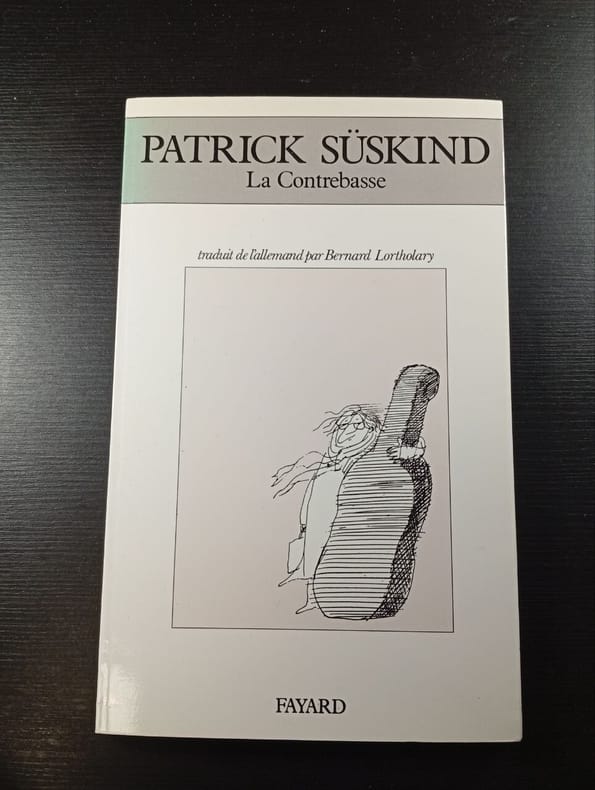 PATRICK SÜSKIND
La Contrebasse
traduit de l'allemand par Bernard Lortholary
FAYARD